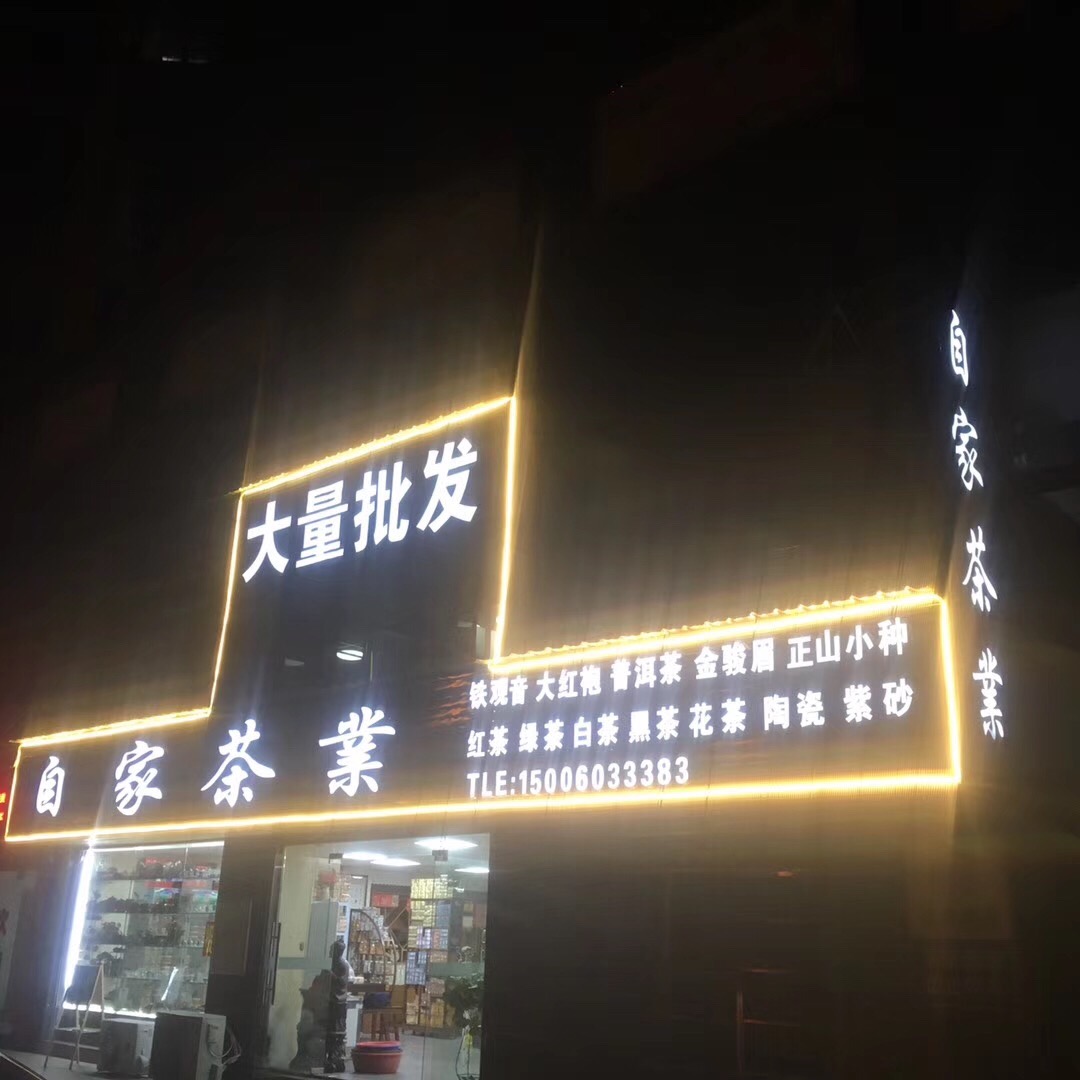 大量批发
自家茶業
铁观音 大红袍 普洱茶 金骏眉 正山小种
红茶 绿茶 白茶 黑茶 花茶 陶瓷 紫砂
TLE:15006033383
自家茶業